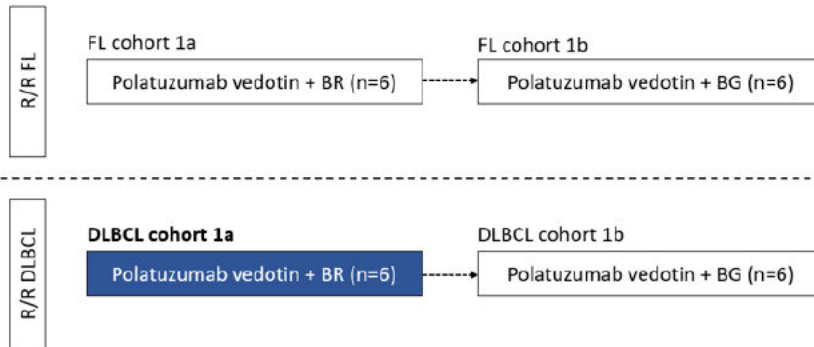 R/R FL
FL cohort 1a
Polatuzumab vedotin + BR (n=6)
FL cohort 1b
Polatuzumab vedotin + BG (n=6)
R/R DLBCL
DLBCL cohort 1a
Polatuzumab vedotin + BR (n=6)
DLBCL cohort 1b
Polatuzumab vedotin + BG (n=6)